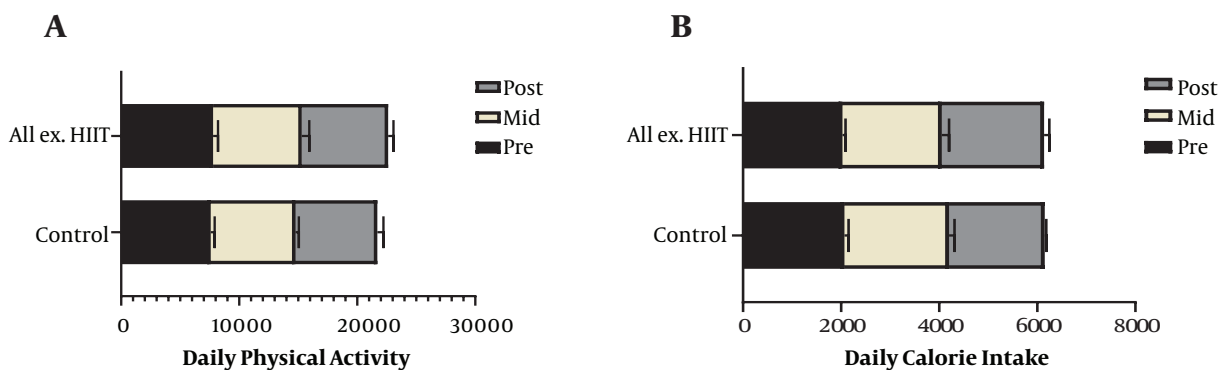 A
Post
Mid
Pre
All ex. HIIT
Control
0 10000 20000 30000
Daily Physical Activity
B
Post
Mid
Pre
All ex. HIIT
Control
0 2000 4000 6000 8000
Daily Calorie Intake